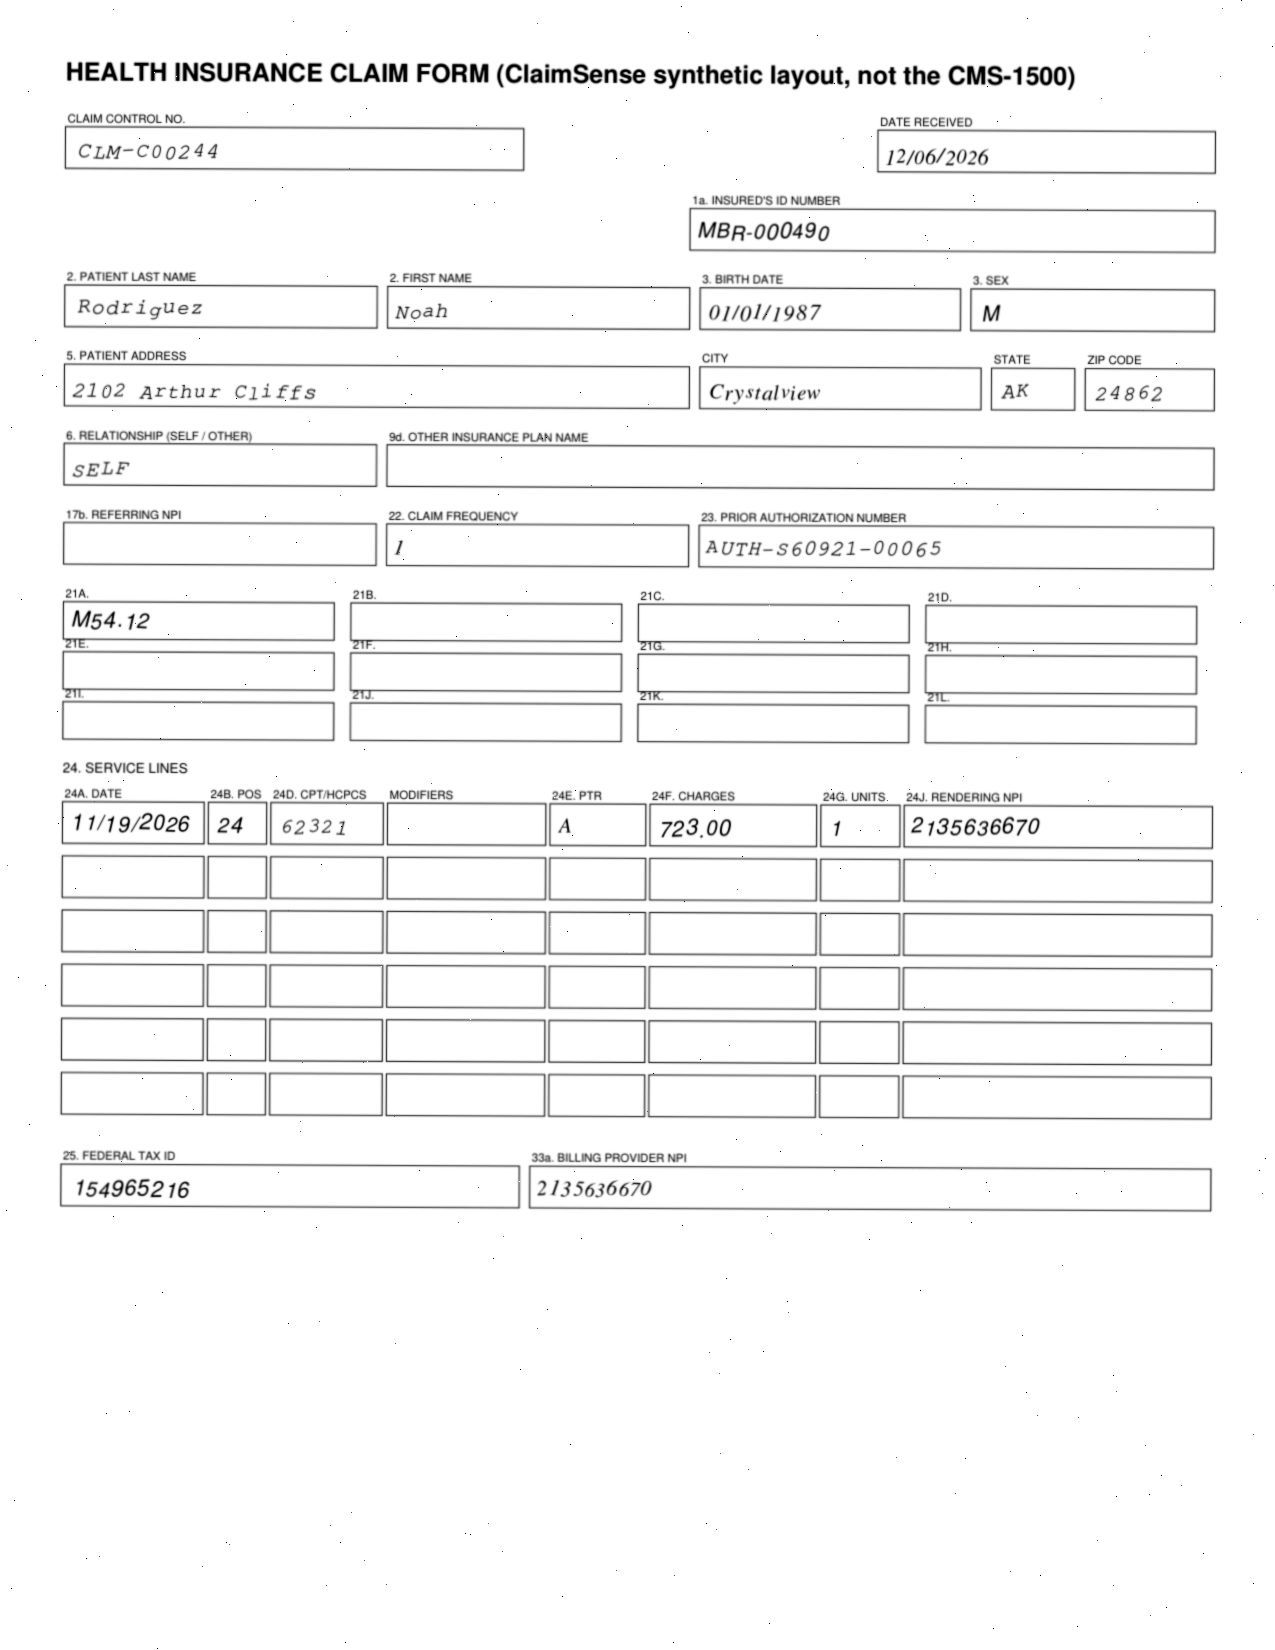 HEALTH INSURANCE CLAIM FORM (ClaimSense synthetic layout, not the CMS-1500)
CLAIM CONTROL NO. DATE RECEIVED
CLM-C00244 12/06/2026
1a. INSURED'S ID NUMBER
MBR-000490
2. PATIENT LAST NAME 2. FIRST NAME 3. BIRTH DATE 3. SEX
Rodriguez Noah 01/01/1987 M
5. PATIENT ADDRESS CITY STATE ZIP CODE
2102 Arthur Cliffs Crystalview AK 24862
6. RELATIONSHIP (SELF / OTHER) 9d. OTHER INSURANCE PLAN NAME
SELF
17b. REFERRING NPI 22. CLAIM FREQUENCY 23. PRIOR AUTHORIZATION NUMBER
1 AUTH-S60921-00065
21A. 21B. 21C. 21D.
M54.12
21E. 21F. 21G. 21H.
21I. 21J. 21K. 21L.
24. SERVICE LINES
24A. DATE 24B. POS 24D. CPT/HCPCS MODIFIERS 24E. PTR 24F. CHARGES 24G. UNITS 24J. RENDERING NPI
11/19/2026 24 62321 A 723.00 1 2135636670
25. FEDERAL TAX ID 33a. BILLING PROVIDER NPI
154965216 2135636670